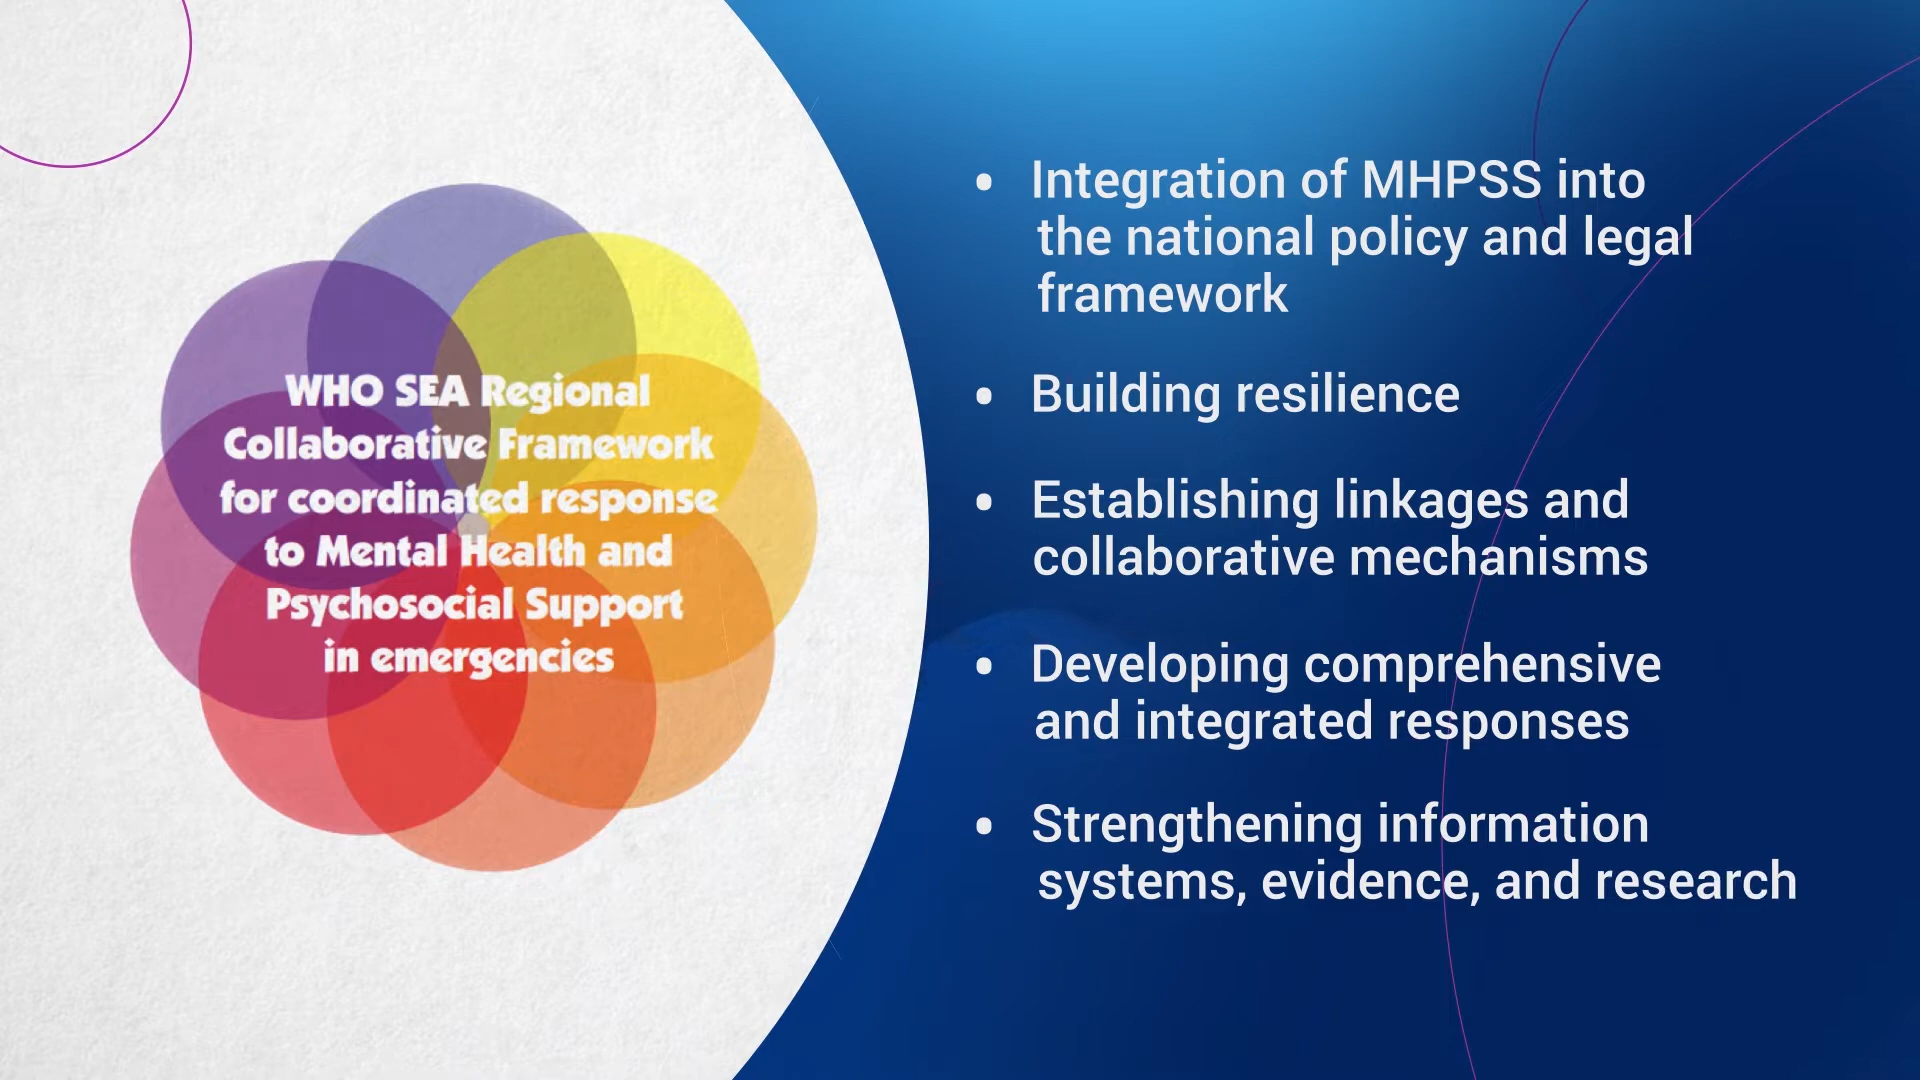 WHO SEA Regional
Collaborative Framework
for coordinated response
to Mental Health and
Psychosocial Support
in emergencies
• Integration of MHPSS into
the national policy and legal
framework
• Building resilience
• Establishing linkages and
collaborative mechanisms
• Developing comprehensive
and integrated responses
• Strengthening information
systems, evidence, and research